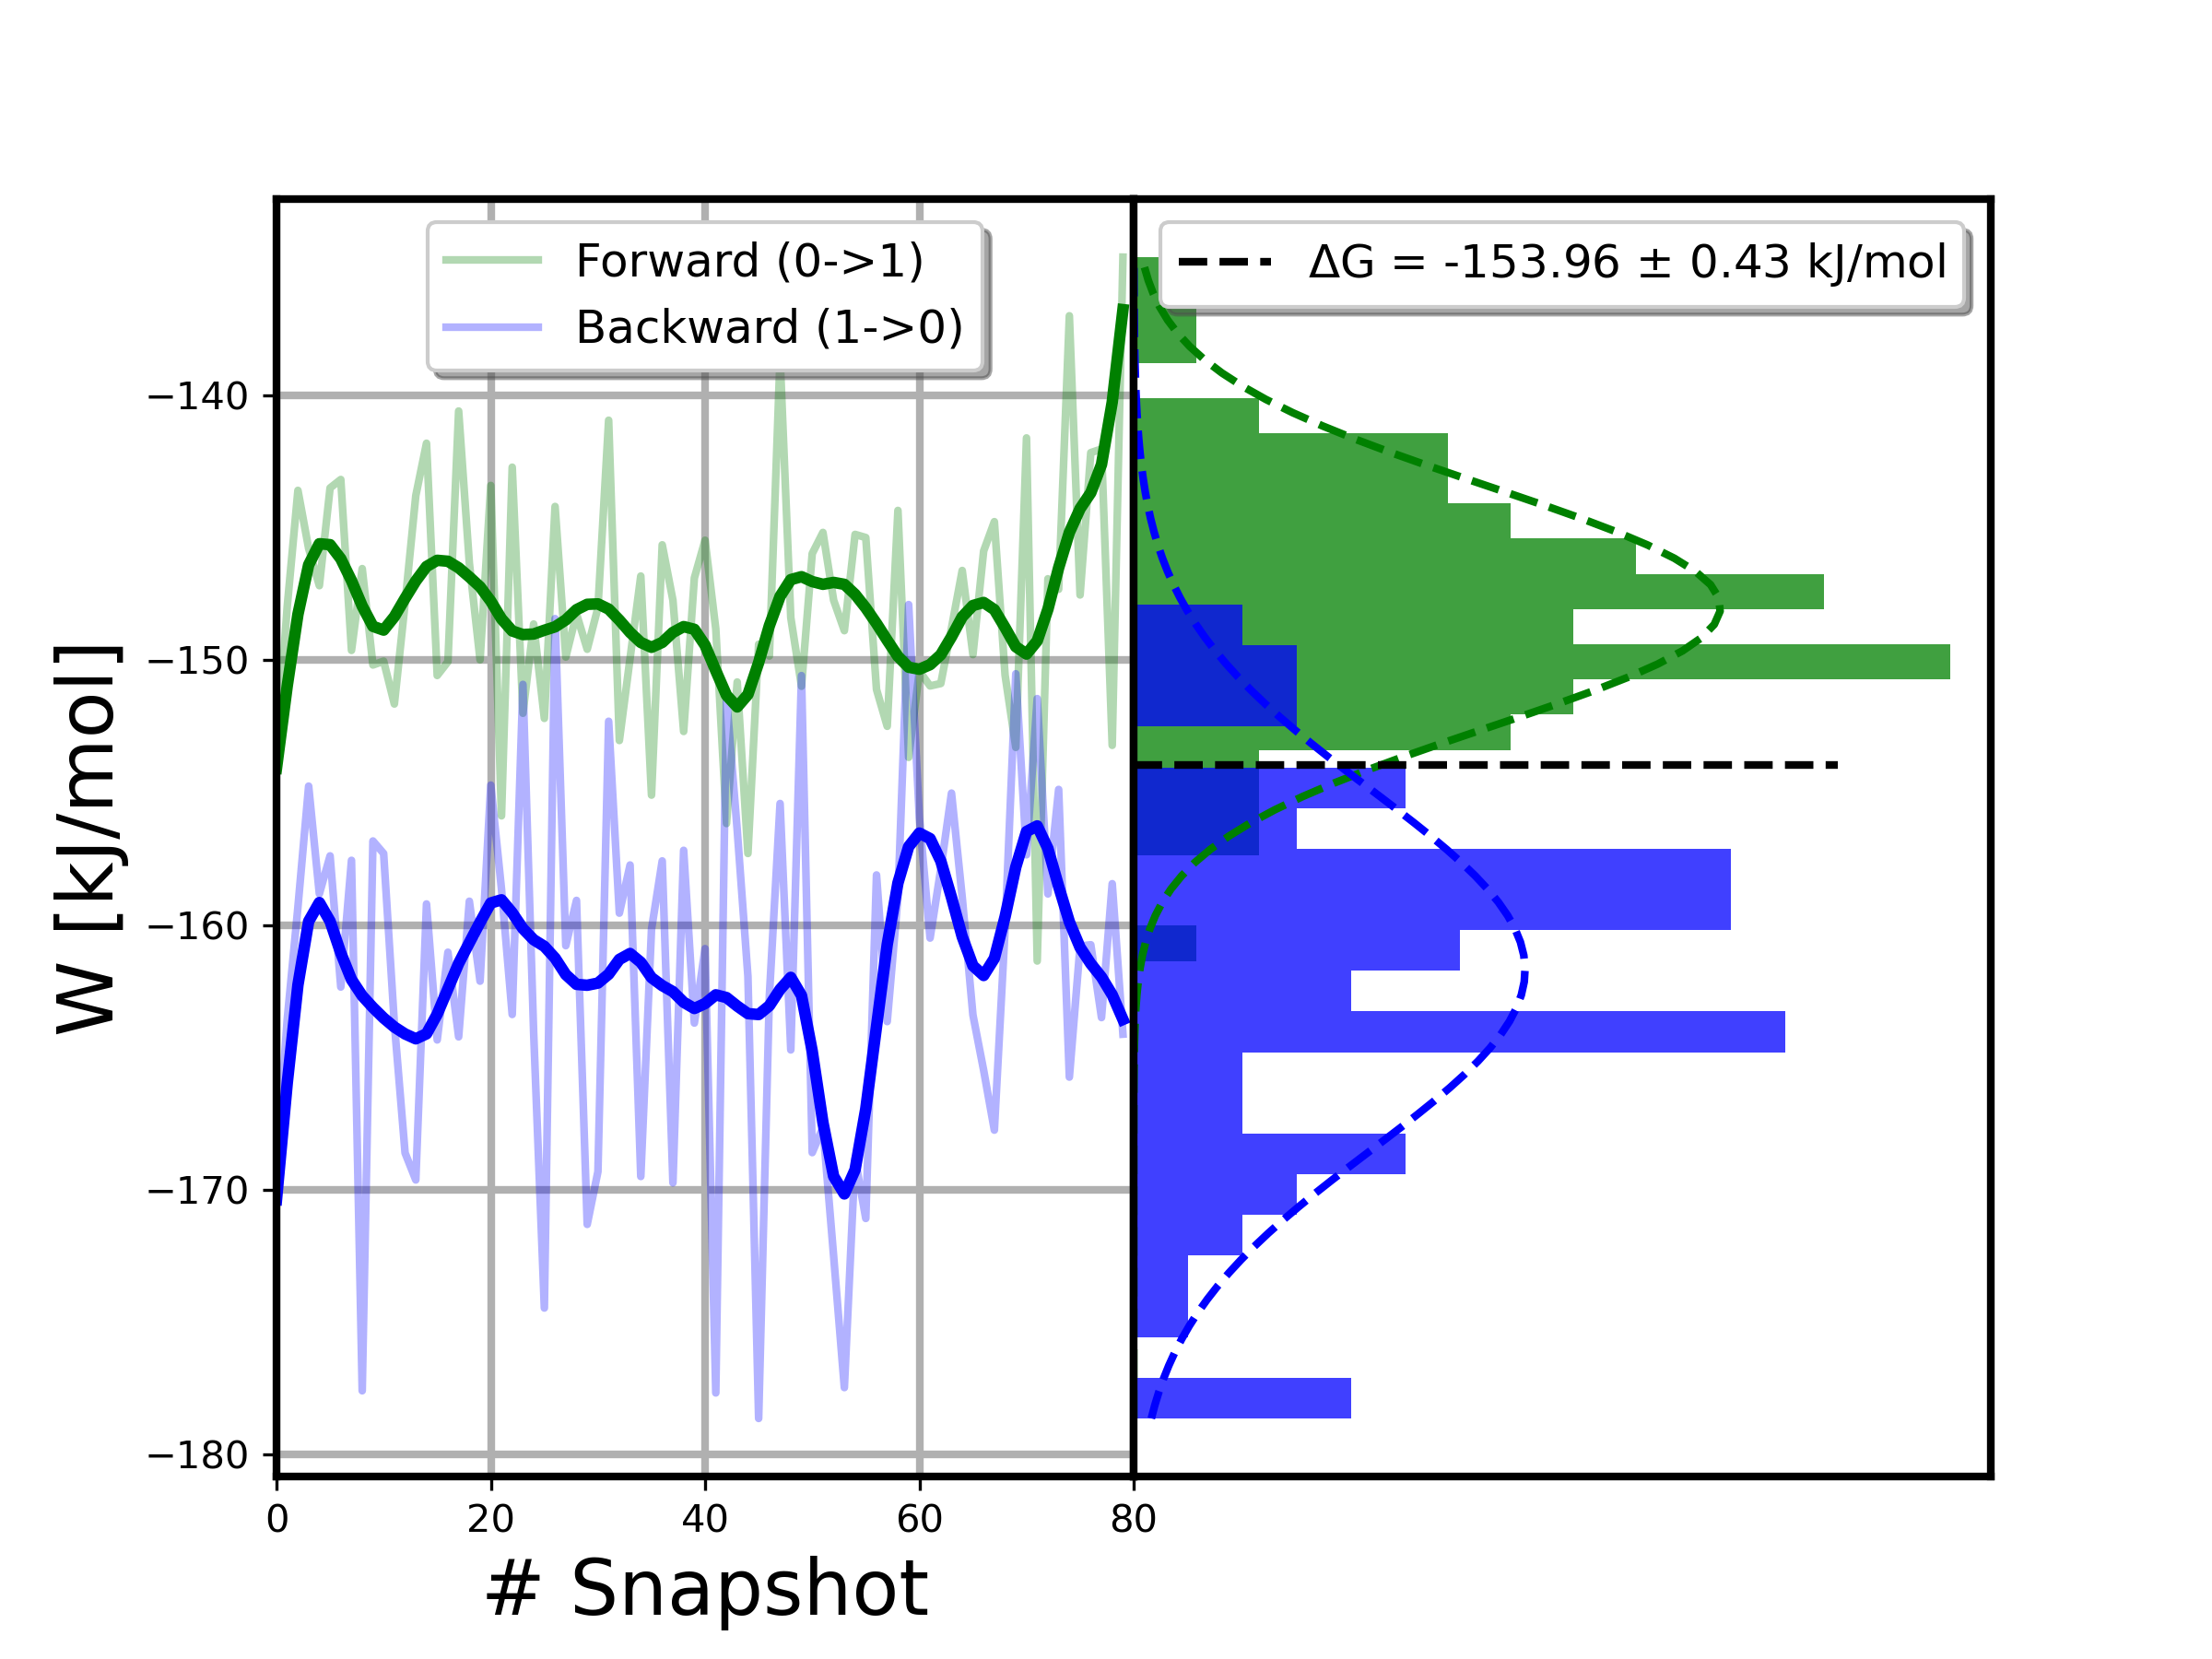 Forward (0->1)
Backward (1->0)
ΔG = -153.96 ± 0.43 kJ/mol
W [kJ/mol]
−140
−150
−160
−170
−180
0 20 40 60 80
# Snapshot